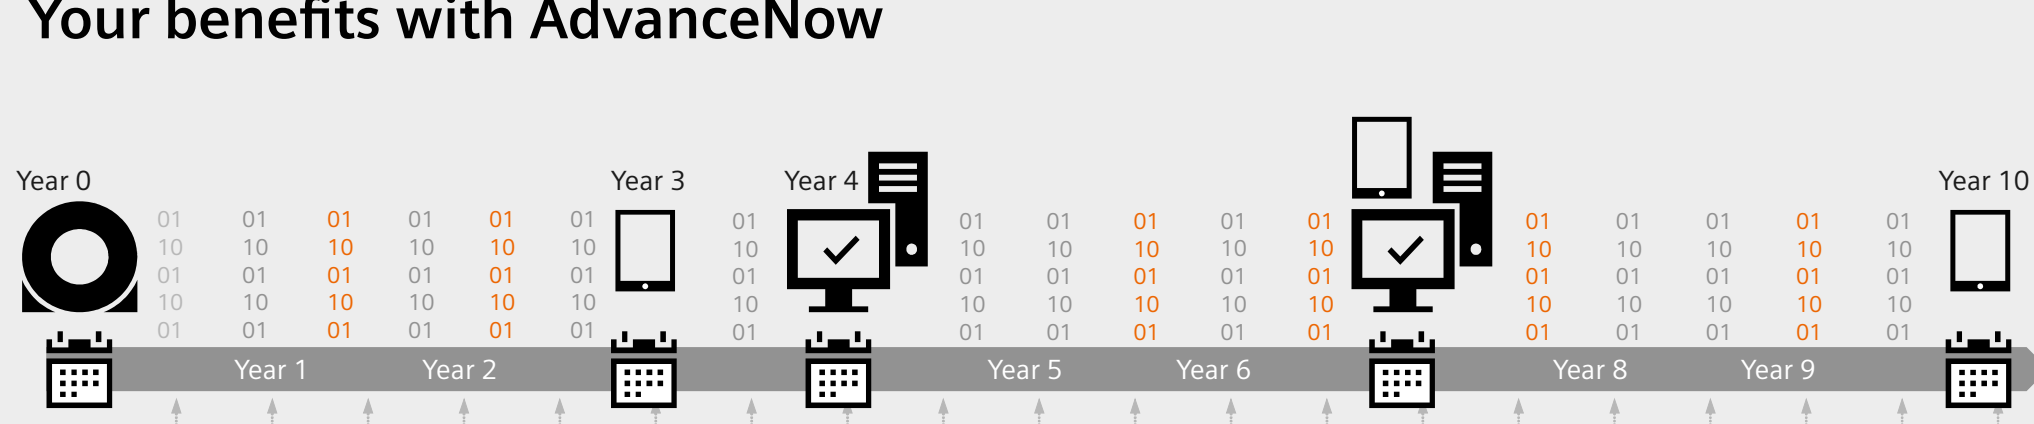 Your benefits with AdvanceNow
Year 0 Year 3 Year 4 Year 10
01 01 01 01 01 01 01 01 01 01 01 01 01 01 01 01 01
10 10 10 10 10 10 10 10 10 10 10 10 10 10 10 10 10
01 01 01 01 01 01 01 01 01 01 01 01 01 01 01 01 01
10 10 10 10 10 10 10 10 10 10 10 10 10 10 10 10 10
01 01 01 01 01 01 01 01 01 01 01 01 01 01 01 01 01
Year 1 Year 2 Year 5 Year 6 Year 8 Year 9